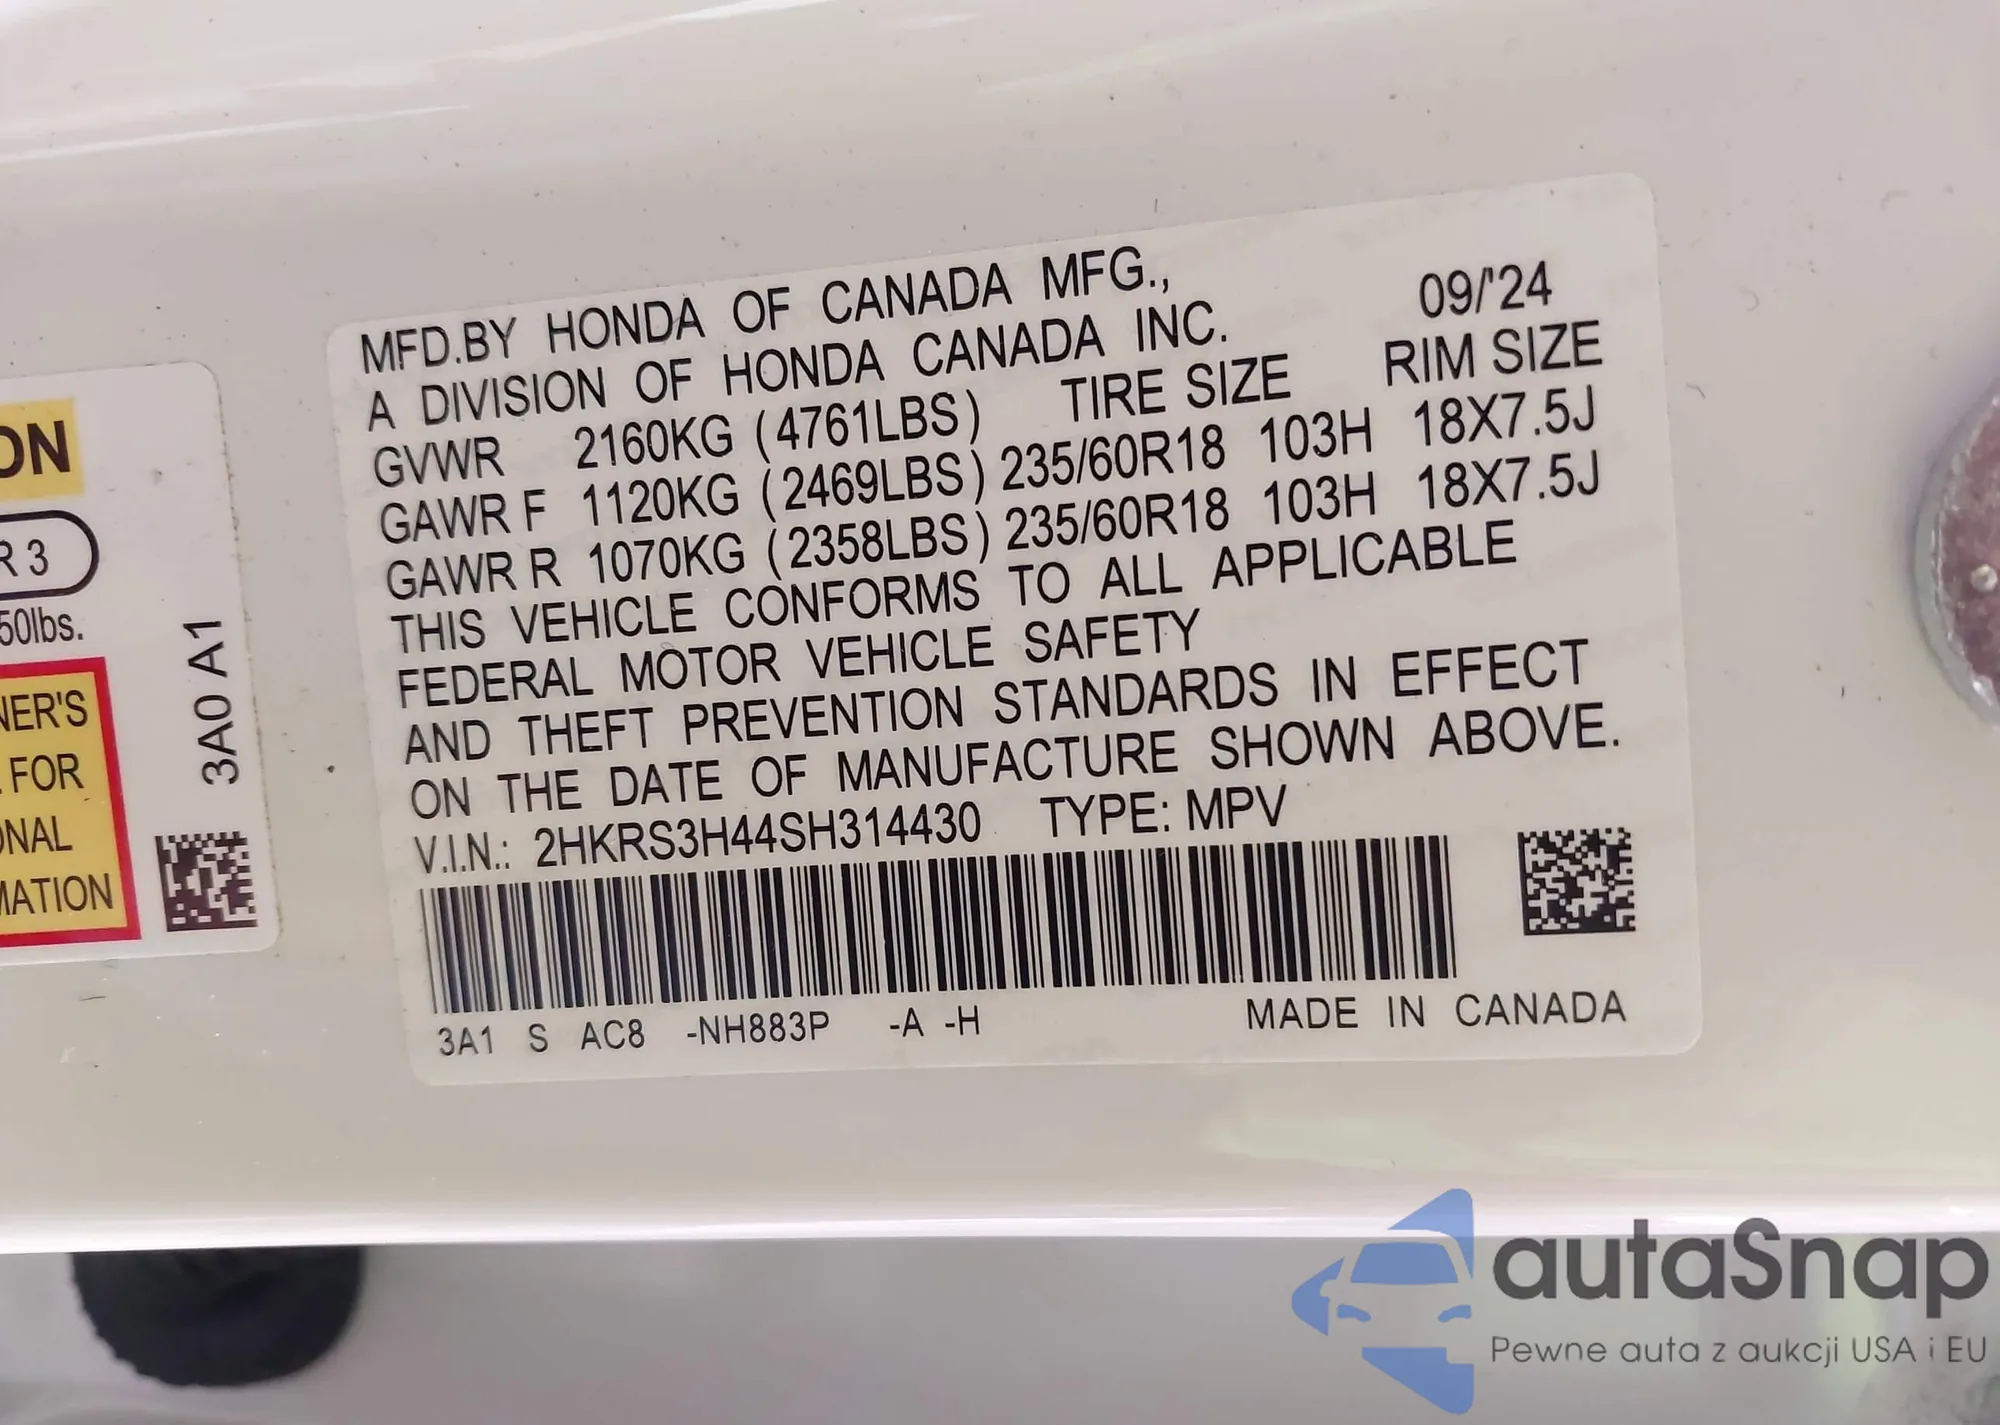 MFD.BY HONDA OF CANADA MFG., 09/'24
A DIVISION OF HONDA CANADA INC.
TIRE SIZE RIM SIZE
GVWR 2160KG (4761LBS)
GAWR F 1120KG (2469LBS) 235/60R18 103H 18X7.5J
GAWR R 1070KG (2358LBS) 235/60R18 103H 18X7.5J
THIS VEHICLE CONFORMS TO ALL APPLICABLE
FEDERAL MOTOR VEHICLE SAFETY
AND THEFT PREVENTION STANDARDS IN EFFECT
ON THE DATE OF MANUFACTURE SHOWN ABOVE.
V.I.N.: 2HKRS3H44SH314430 TYPE: MPV
3A1 S AC8 -NH883P -A -H MADE IN CANADA
ON
R 3
50lbs.
NER'S
FOR
ONAL
MATION
3A0 A1
autaSnap
Pewne auta z aukcji USA i EU